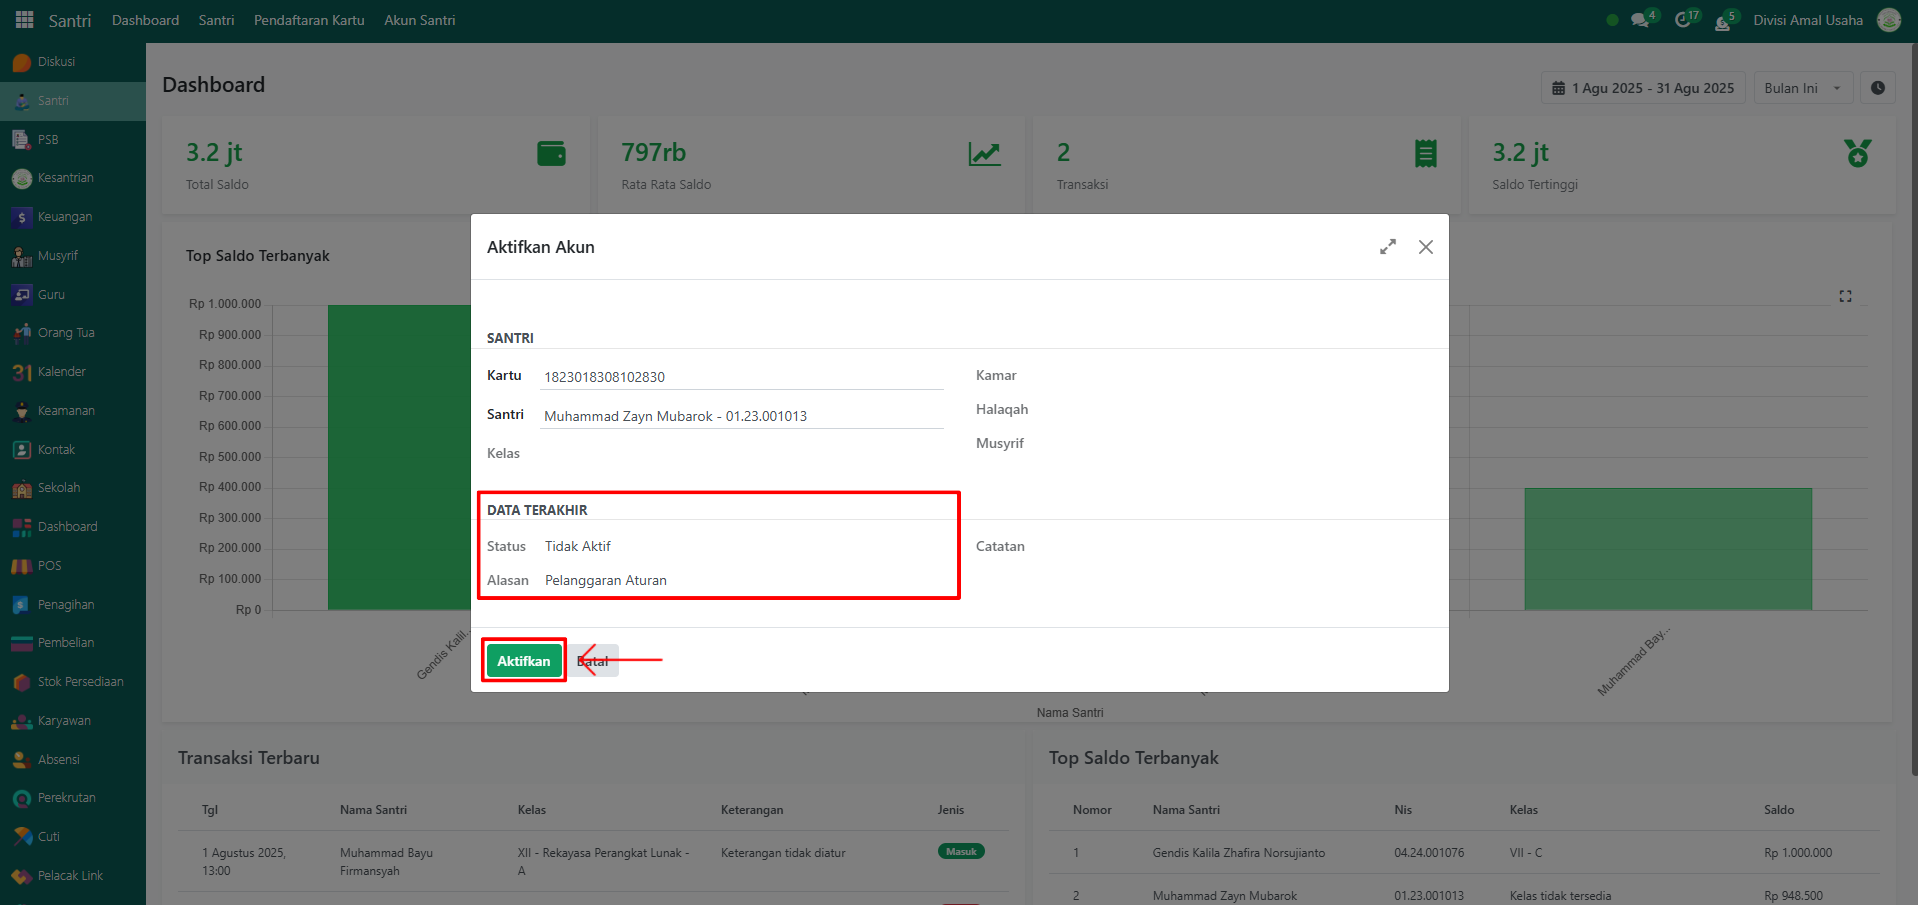 Santri Dashboard Santri Pendaftaran Kartu Akun Santri 4 17 5 Divisi Amal Usaha
Diskusi
Santri
PSB
Kesantrian
Keuangan
Musyrif
Guru
Orang Tua
31 Kalender
Keamanan
Kontak
Sekolah
Dashboard
POS
Penagihan
Pembelian
Stok Persediaan
Karyawan
Absensi
Perekrutan
Cuti
Pelacak Link
Dashboard
1 Agu 2025 - 31 Agu 2025 Bulan Ini
3.2 jt
Total Saldo
797rb
Rata Rata Saldo
2
Transaksi
3.2 jt
Saldo Tertinggi
Top Saldo Terbanyak
Rp 1.000.000
Rp 900.000
Rp 800.000
Rp 700.000
Rp 600.000
Rp 500.000
Rp 400.000
Rp 300.000
Rp 200.000
Rp 100.000
Rp 0
Gendis Kalil...
Muhammad Bay...
Nama Santri
Aktifkan Akun
SANTRI
Kartu 1823018308102830
Santri Muhammad Zayn Mubarok - 01.23.001013
Kelas
Kamar
Halaqah
Musyrif
DATA TERAKHIR
Status Tidak Aktif
Alasan Pelanggaran Aturan
Catatan
Aktifkan Batal
Transaksi Terbaru
Tgl Nama Santri Kelas Keterangan Jenis
1 Agustus 2025, Muhammad Bayu XII - Rekayasa Perangkat Lunak - Keterangan tidak diatur Masuk
13:00 Firmansyah A
Top Saldo Terbanyak
Nomor Nama Santri Nis Kelas Saldo
1 Gendis Kalila Zhafira Norsujianto 04.24.001076 VII - C Rp 1.000.000
2 Muhammad Zayn Mubarok 01.23.001013 Kelas tidak tersedia Rp 948.500